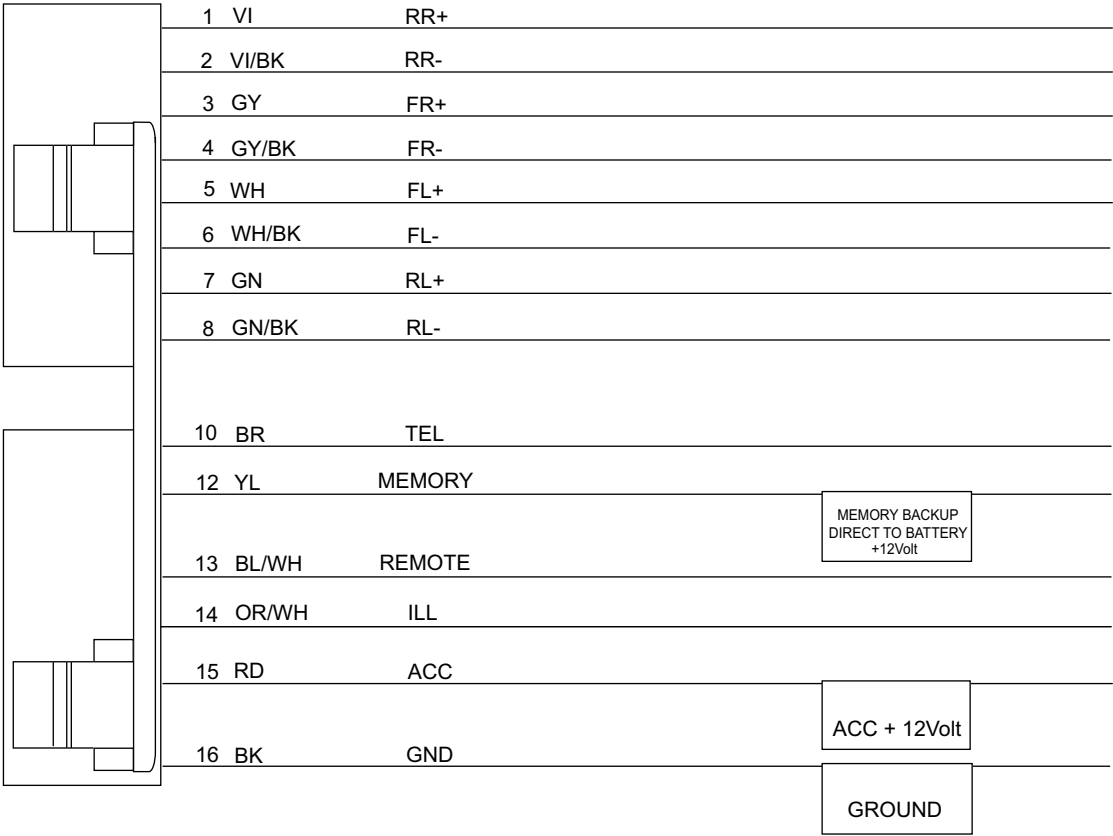 1 VI RR+
2 VI/BK RR-
3 GY FR+
4 GY/BK FR-
5 WH FL+
6 WH/BK FL-
7 GN RL+
8 GN/BK RL-
10 BR TEL
12 YL MEMORY
MEMORY BACKUP
DIRECT TO BATTERY
+12Volt
13 BL/WH REMOTE
14 OR/WH ILL
15 RD ACC
ACC + 12Volt
16 BK GND
GROUND